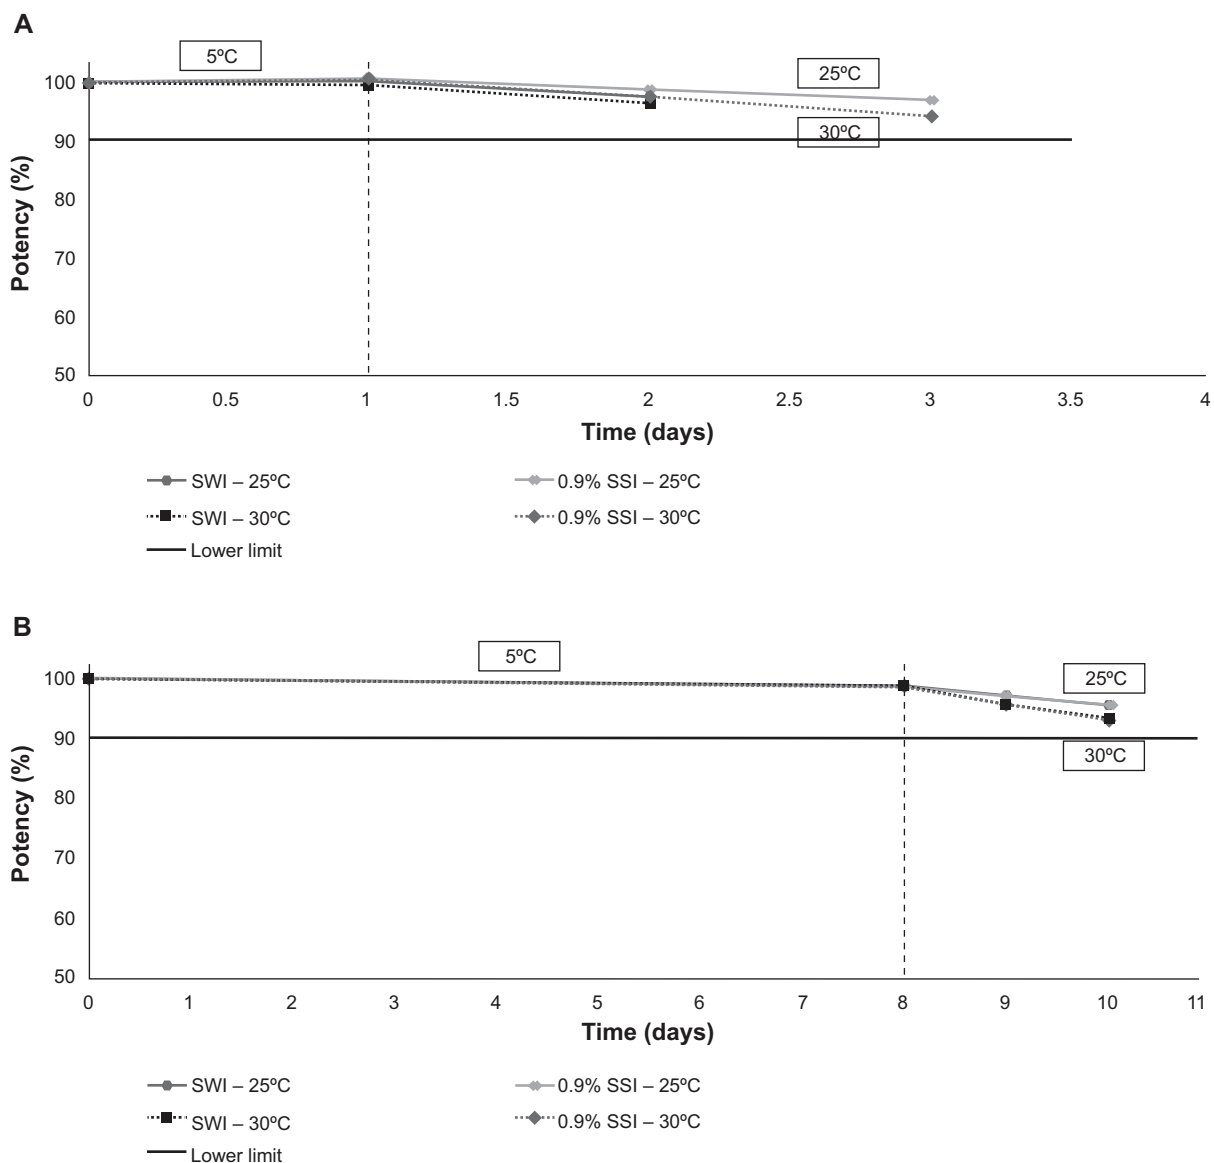 A
5ºC
25ºC
30ºC
Potency (%)
100
90
80
70
60
50
0 0.5 1 1.5 2 2.5 3 3.5 4
Time (days)
SWI – 25ºC 0.9% SSI – 25ºC
SWI – 30ºC 0.9% SSI – 30ºC
Lower limit
B
5ºC
25ºC
30ºC
Potency (%)
100
90
80
70
60
50
0 1 2 3 4 5 6 7 8 9 10 11
Time (days)
SWI – 25ºC 0.9% SSI – 25ºC
SWI – 30ºC 0.9% SSI – 30ºC
Lower limit